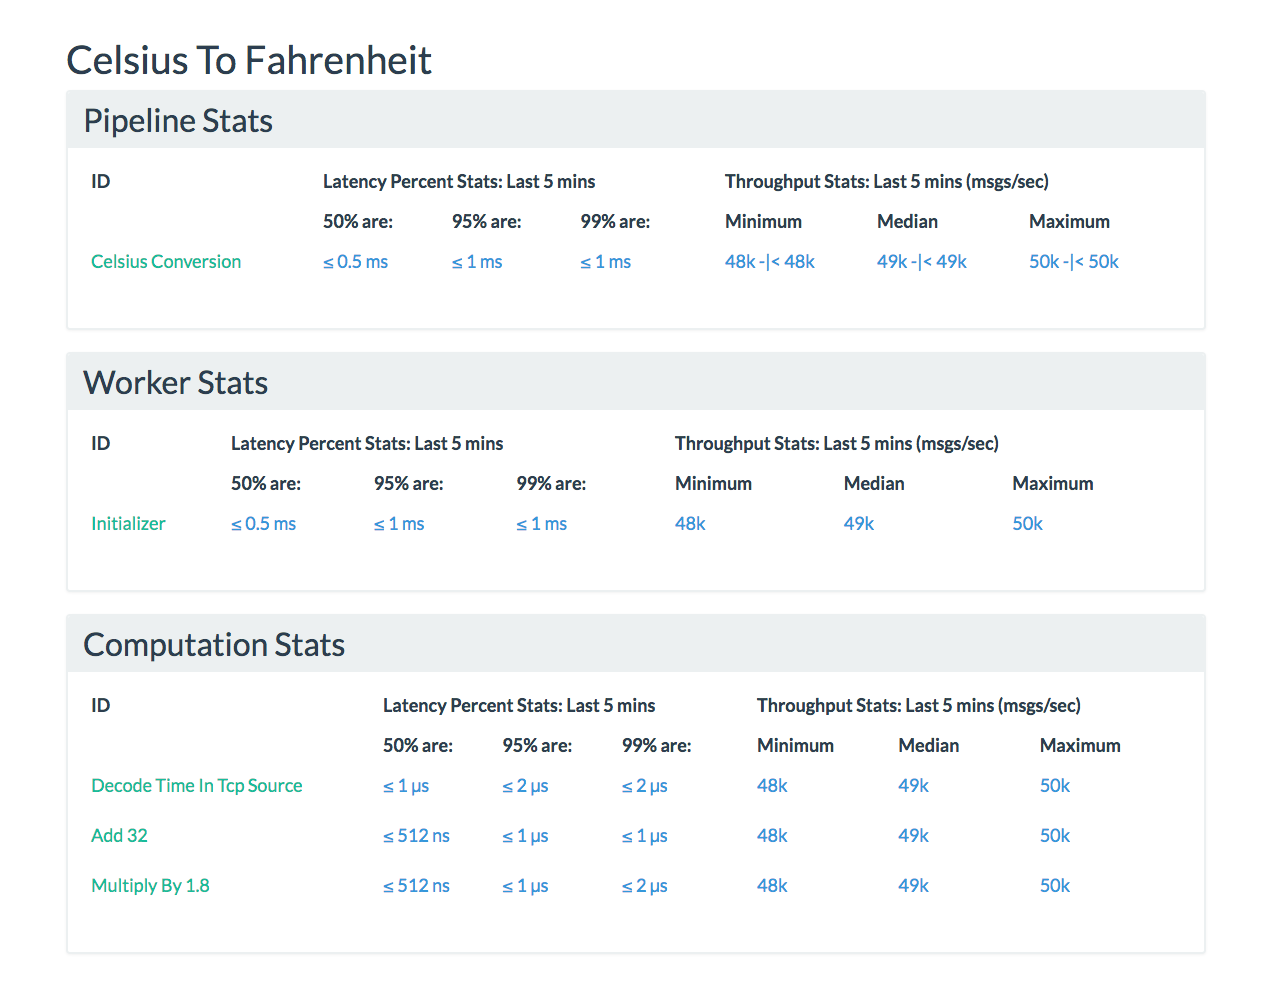 Celsius To Fahrenheit
Pipeline Stats
ID Latency Percent Stats: Last 5 mins Throughput Stats: Last 5 mins (msgs/sec)
50% are: 95% are: 99% are: Minimum Median Maximum
Celsius Conversion ≤ 0.5 ms ≤ 1 ms ≤ 1 ms 48k -|< 48k 49k -|< 49k 50k -|< 50k
Worker Stats
ID Latency Percent Stats: Last 5 mins Throughput Stats: Last 5 mins (msgs/sec)
50% are: 95% are: 99% are: Minimum Median Maximum
Initializer ≤ 0.5 ms ≤ 1 ms ≤ 1 ms 48k 49k 50k
Computation Stats
ID Latency Percent Stats: Last 5 mins Throughput Stats: Last 5 mins (msgs/sec)
50% are: 95% are: 99% are: Minimum Median Maximum
Decode Time In Tcp Source ≤ 1 µs ≤ 2 µs ≤ 2 µs 48k 49k 50k
Add 32 ≤ 512 ns ≤ 1 µs ≤ 1 µs 48k 49k 50k
Multiply By 1.8 ≤ 512 ns ≤ 1 µs ≤ 2 µs 48k 49k 50k